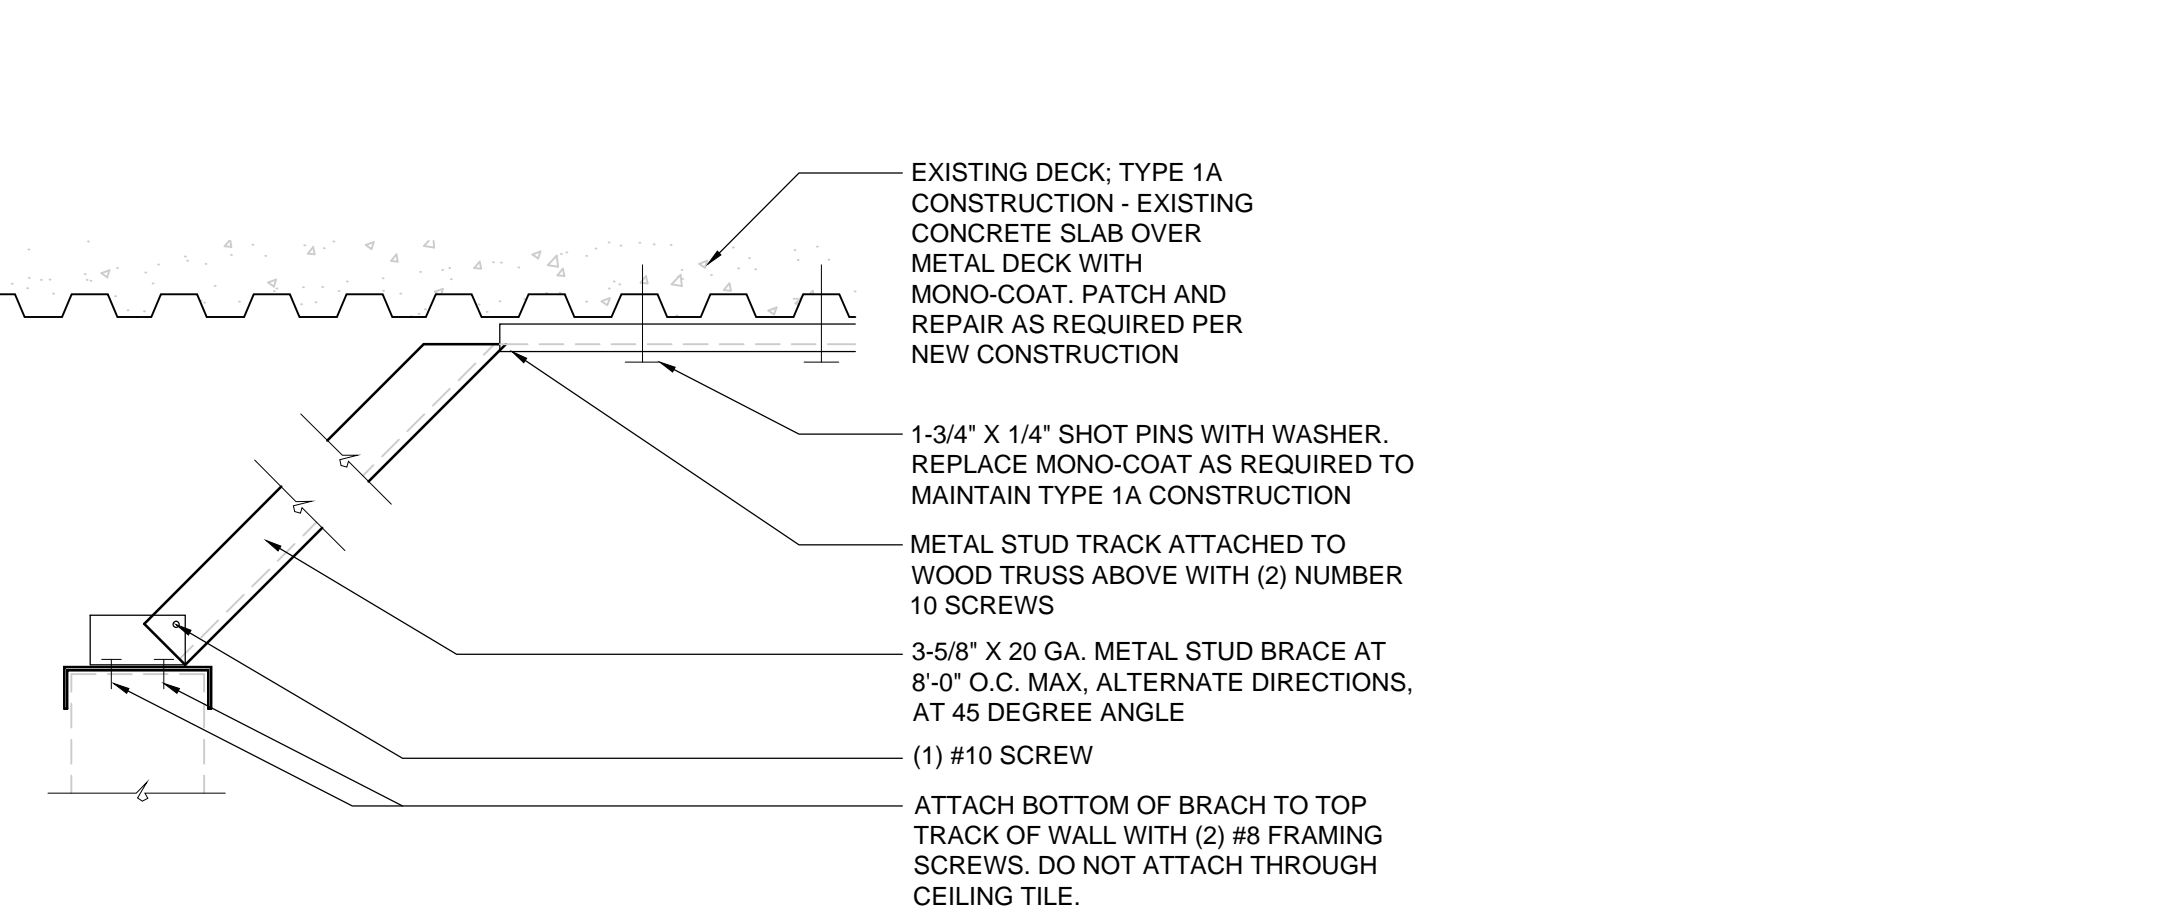 EXISTING DECK; TYPE 1A
CONSTRUCTION - EXISTING
CONCRETE SLAB OVER
METAL DECK WITH
MONO-COAT. PATCH AND
REPAIR AS REQUIRED PER
NEW CONSTRUCTION
1-3/4" X 1/4" SHOT PINS WITH WASHER.
REPLACE MONO-COAT AS REQUIRED TO
MAINTAIN TYPE 1A CONSTRUCTION
METAL STUD TRACK ATTACHED TO
WOOD TRUSS ABOVE WITH (2) NUMBER
10 SCREWS
3-5/8" X 20 GA. METAL STUD BRACE AT
8'-0" O.C. MAX, ALTERNATE DIRECTIONS,
AT 45 DEGREE ANGLE
(1) #10 SCREW
ATTACH BOTTOM OF BRACH TO TOP
TRACK OF WALL WITH (2) #8 FRAMING
SCREWS. DO NOT ATTACH THROUGH
CEILING TILE.